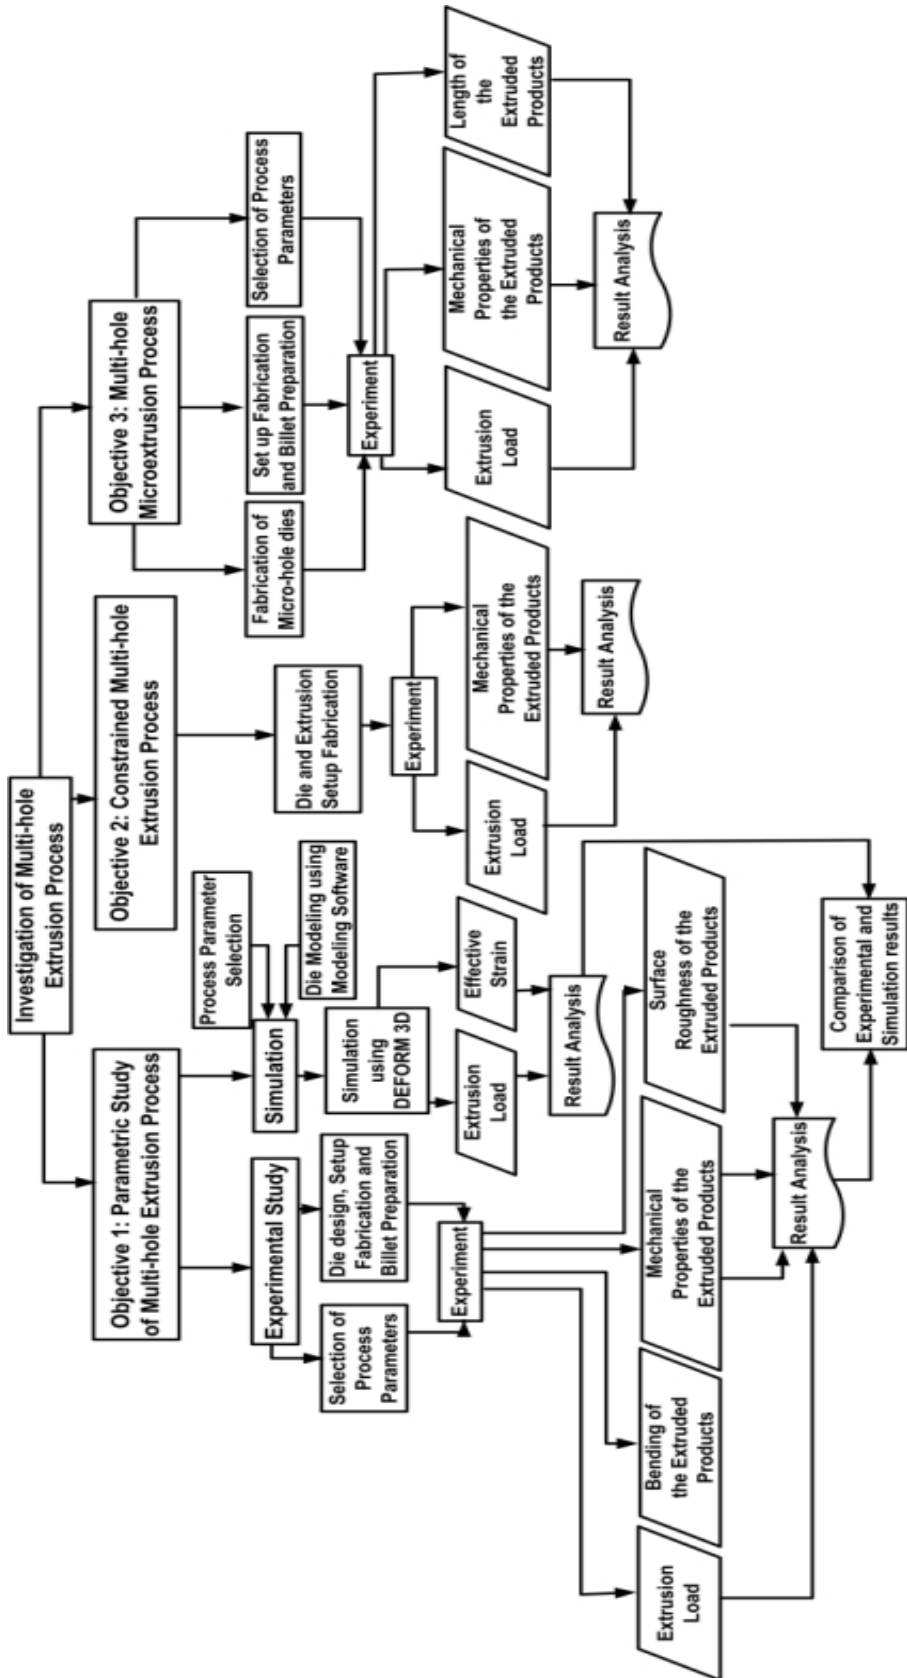 Investigation of Multi-hole
Extrusion Process
Objective 1: Parametric Study
of Multi-hole Extrusion Process
Objective 2: Constrained Multi-hole
Extrusion Process
Objective 3: Multi-hole
Microextrusion Process
Experimental Study
Selection of
Process
Parameters
Die design, Setup
Fabrication and
Billet Preparation
Experiment
Extrusion
Load
Bending of
the Extruded
Products
Mechanical
Properties of the
Extruded Products
Surface
Roughness of the
Extruded Products
Result Analysis
Process Parameter
Selection
Simulation
Die Modeling using
Modeling Software
Simulation
using
DEFORM 3D
Extrusion
Load
Effective
Strain
Result Analysis
Comparison of
Experimental and
Simulation results
Die and Extrusion
Setup Fabrication
Experiment
Extrusion
Load
Mechanical
Properties of the
Extruded Products
Result Analysis
Fabrication of
Micro-hole dies
Set up Fabrication
and Billet Preparation
Selection of Process
Parameters
Experiment
Extrusion
Load
Mechanical
Properties of
the Extruded
Products
Length of
the
Extruded
Products
Result Analysis